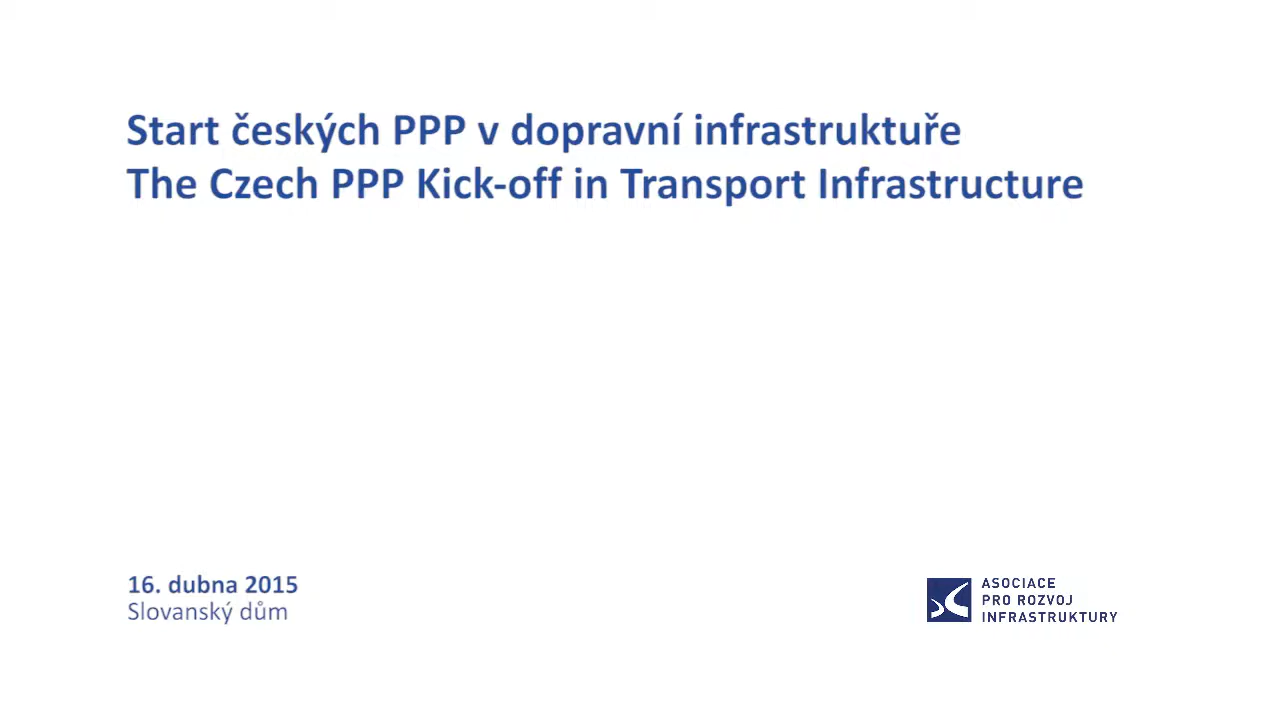 Start českých PPP v dopravní infrastruktuře
The Czech PPP Kick-off in Transport Infrastructure
16. dubna 2015
Slovanský dům
ASOCIACE
PRO ROZVOJ
INFRASTRUKTURY